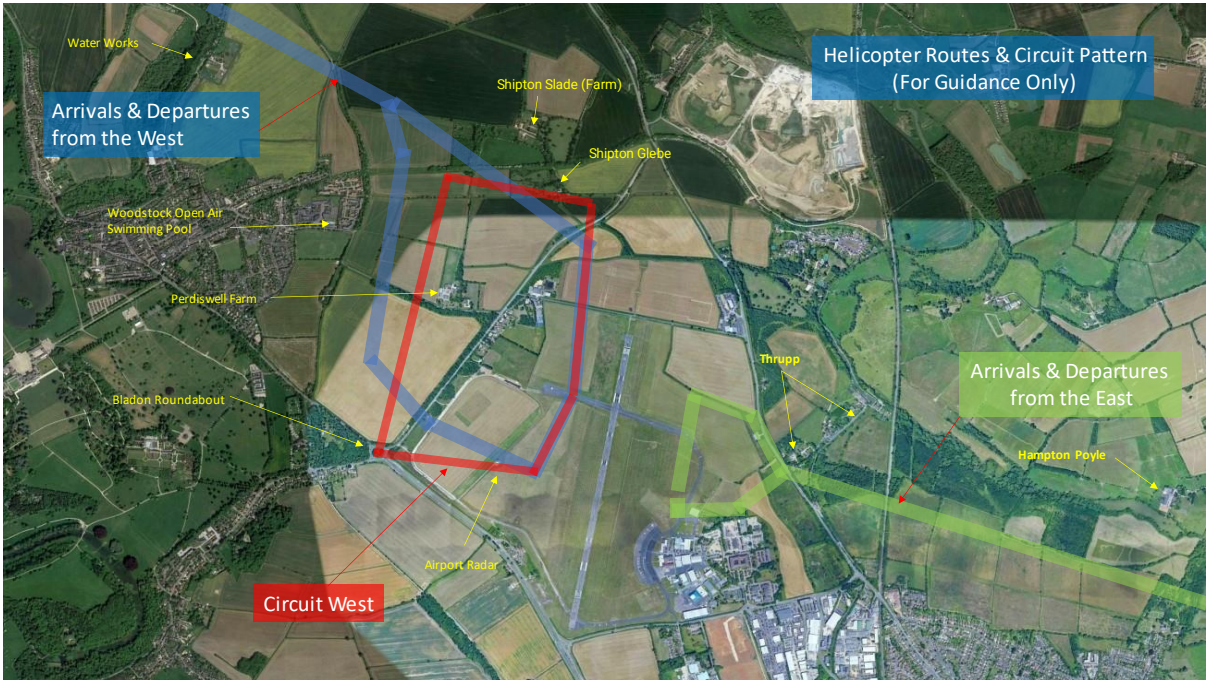 Water Works
Helicopter Routes & Circuit Pattern
(For Guidance Only)
Shipton Slade (Farm)
Arrivals & Departures
from the West
Shipton Glebe
Woodstock Open Air
Swimming Pool
Perdiswell Farm
Thrupp
Arrivals & Departures
from the East
Bladon Roundabout
Hampton Poyle
Airport Radar
Circuit West